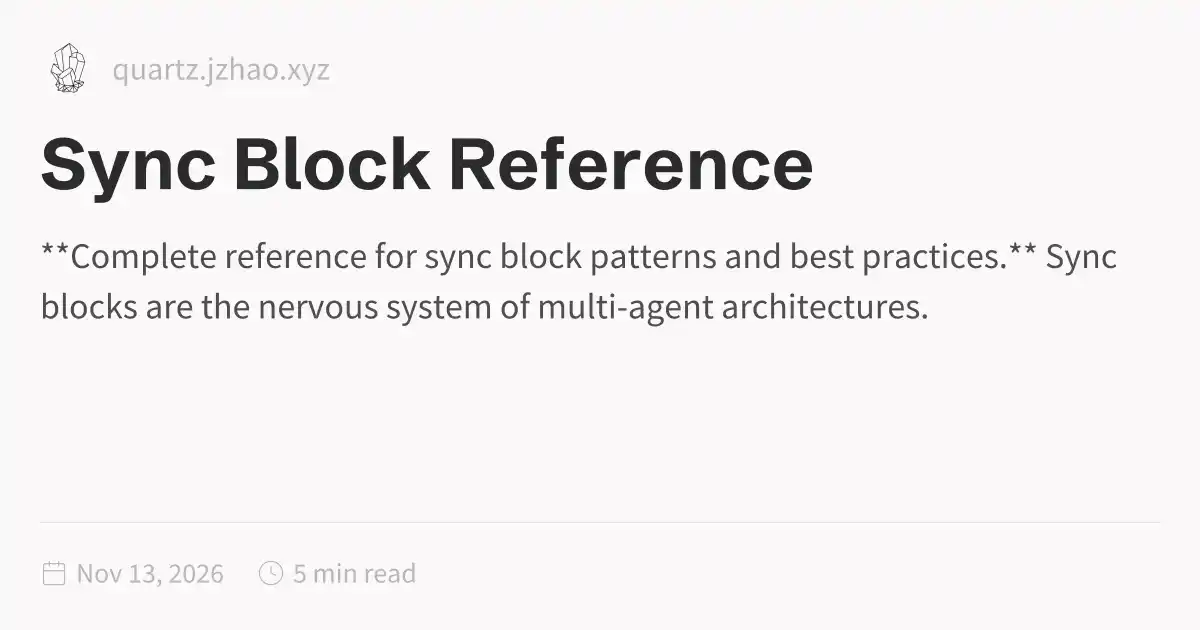 quartz.jzhao.xyz
Sync Block Reference
**Complete reference for sync block patterns and best practices.** Sync
blocks are the nervous system of multi-agent architectures.
Nov 13, 2026 5 min read